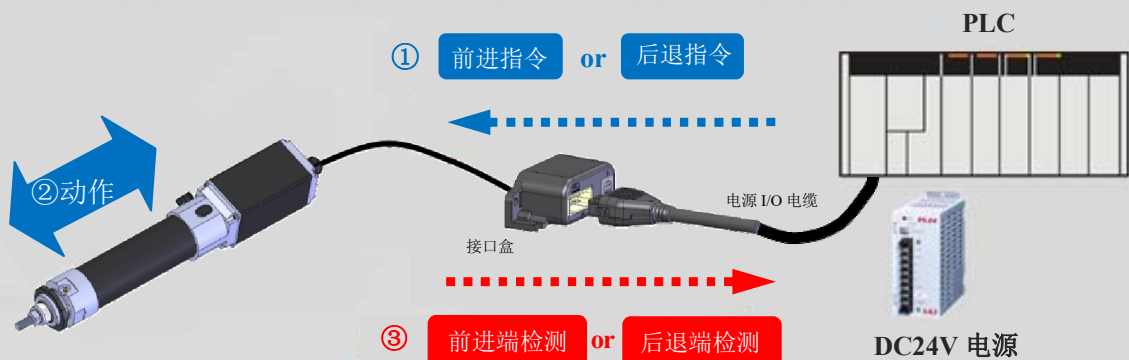 PLC
① 前进指令 or 后退指令
②动作
电源 I/O 电缆
接口盒
③ 前进端检测 or 后退端检测
DC24V 电源